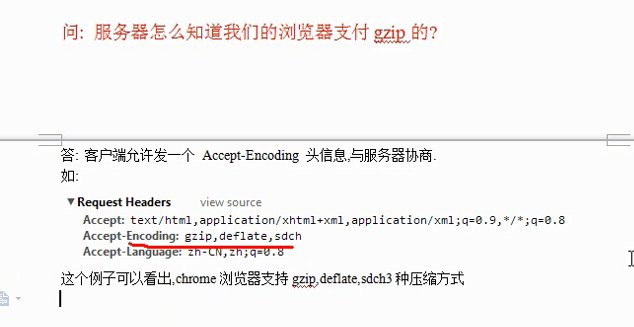 问: 服务器怎么知道我们的浏览器支付 gzip 的?
答: 客户端允许发一个 Accept-Encoding 头信息,与服务器协商.
如:
▼Request Headers view source
Accept: text/html,application/xhtml+xml,application/xml;q=0.9,*/*;q=0.8
Accept-Encoding: gzip,deflate,sdch
Accept-Language: zh-CN,zh;q=0.8
这个例子可以看出,chrome 浏览器支持 gzip,deflate,sdch3 种压缩方式